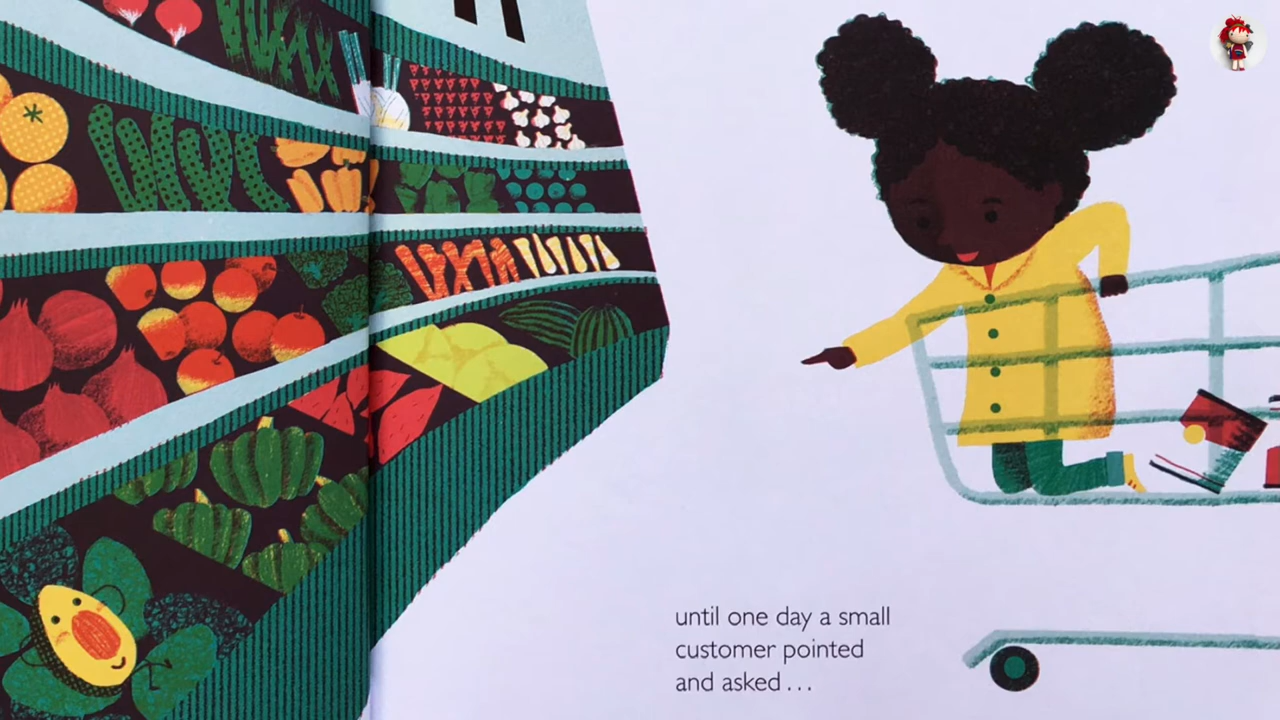 until one day a small
customer pointed
and asked...